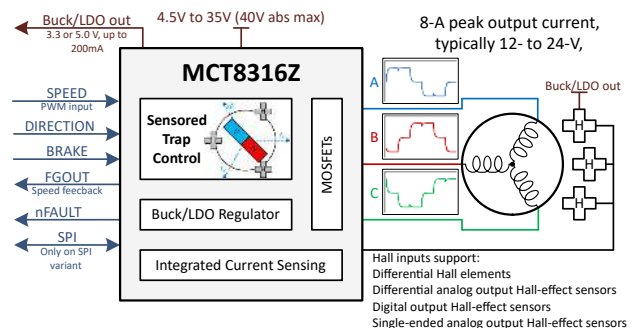 Buck/LDO out
3.3 or 5.0 V, up to
200mA
4.5V to 35V (40V abs max)
8-A peak output current,
typically 12- to 24-V,
MCT8316Z
SPEED
PWM input
DIRECTION
BRAKE
FGOUT
Speed feecback
nFAULT
SPI
Only on SPI
variant
Sensored
Trap
Control
MOSFETs
Buck/LDO Regulator
Integrated Current Sensing
A
B
C
Buck/LDO out
H
H
H
Hall inputs support:
Differential Hall elements
Differential analog output Hall-effect sensors
Digital output Hall-effect sensors
Single-ended analog output Hall-effect sensors